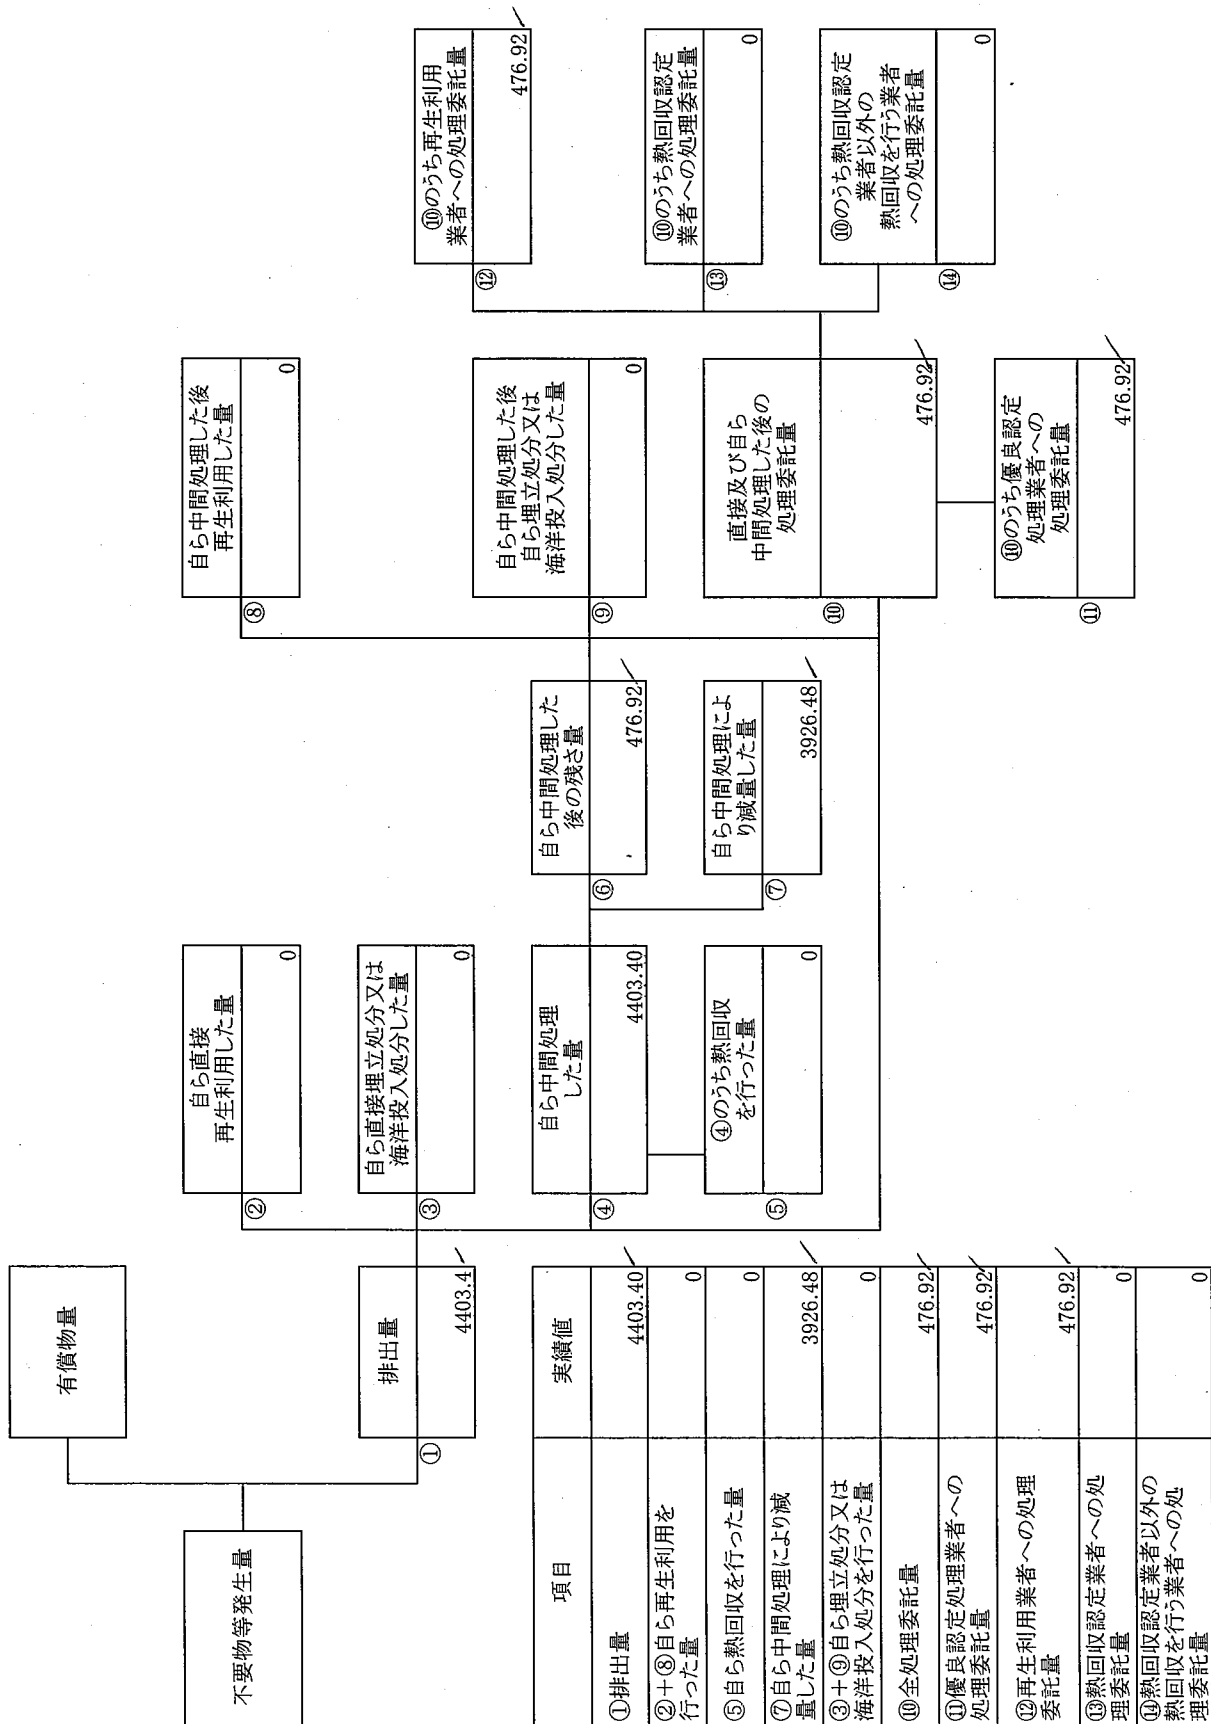 不要物等発生量
有償物量
排出量
①
4403.4
自ら直接
再生利用した量
②
0
自ら直接埋立処分又は
海洋投入処分した量
③
0
自ら中間処理
した量
④
4403.40
④のうち熱回収
を行った量
⑤
0
自ら中間処理した
後の残さ量
⑥
476.92
自ら中間処理によ
り減量した量
⑦
3926.48
自ら中間処理した後
再生利用した量
⑧
0
自ら中間処理した後
自ら埋立処分又は
海洋投入処分した量
⑨
0
直接及び自ら
中間処理した後の
処理委託量
⑩
476.92
⑩のうち優良認定
処理業者への
処理委託量
⑪
476.92
⑩のうち再生利用
業者への処理委託量
⑫
476.92
⑩のうち熱回収認定
業者への処理委託量
⑬
0
⑩のうち熱回収認定
業者以外の
熱回収を行う業者
への処理委託量
⑭
0
項目 実績値
①排出量 4403.40
②+⑧自ら再生利用を
行った量 0
⑤自ら熱回収を行った量 0
⑦自ら中間処理により減
量した量 3926.48
③+⑨自ら埋立処分又は
海洋投入処分を行った量 0
⑩全処理委託量 476.92
⑪優良認定処理業者への
処理委託量 476.92
⑫再生利用業者への処理
委託量 476.92
⑬熱回収認定業者への処
理委託量 0
⑭熱回収認定業者以外の
熱回収を行う業者への処
理委託量 0